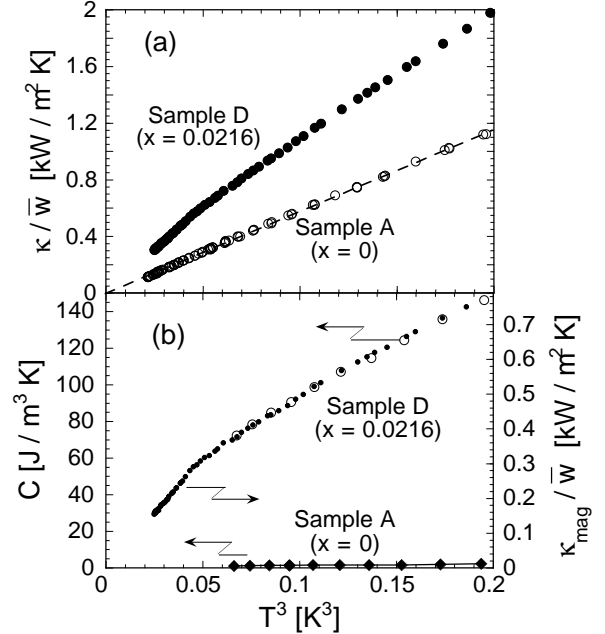 (a)
κ / w̅ [kW / m² K]
2
1.6
1.2
0.8
0.4
0
Sample D
(x = 0.0216)
Sample A
(x = 0)
(b)
C [J / m³ K]
140
120
100
80
60
40
20
0
Sample D
(x = 0.0216)
Sample A
(x = 0)
0.7
0.6
0.5
0.4
0.3
0.2
0.1
0
κmag / w̅ [kW / m² K]
0 0.05 0.1 0.15 0.2
T³ [K³]